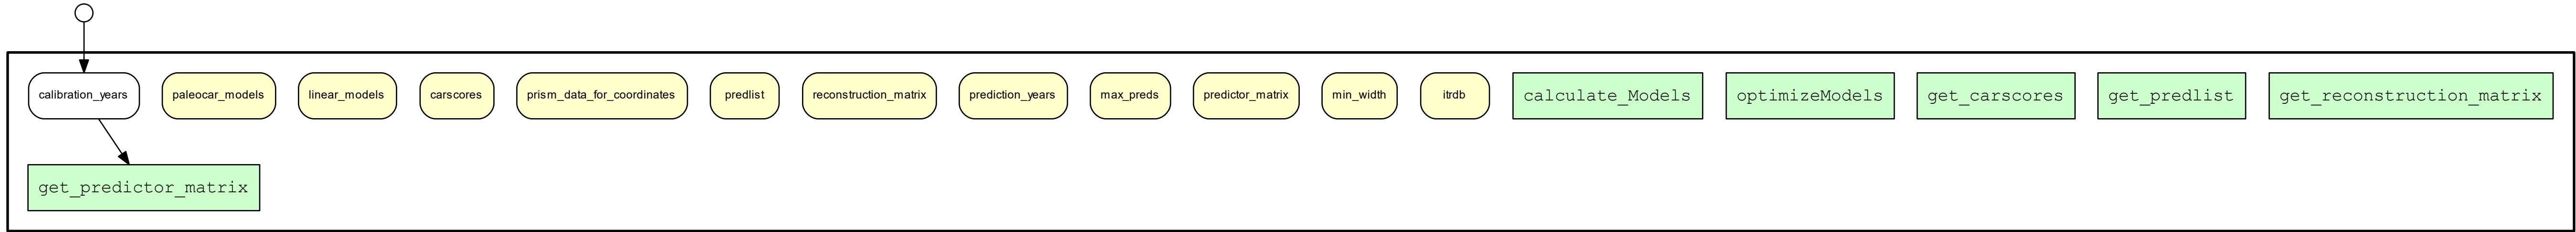 calibration_years
paleocar_models
linear_models
carscores
prism_data_for_coordinates
predlist
reconstruction_matrix
prediction_years
max_preds
predictor_matrix
min_width
itrdb
calculate_Models
optimizeModels
get_carscores
get_predlist
get_reconstruction_matrix
get_predictor_matrix